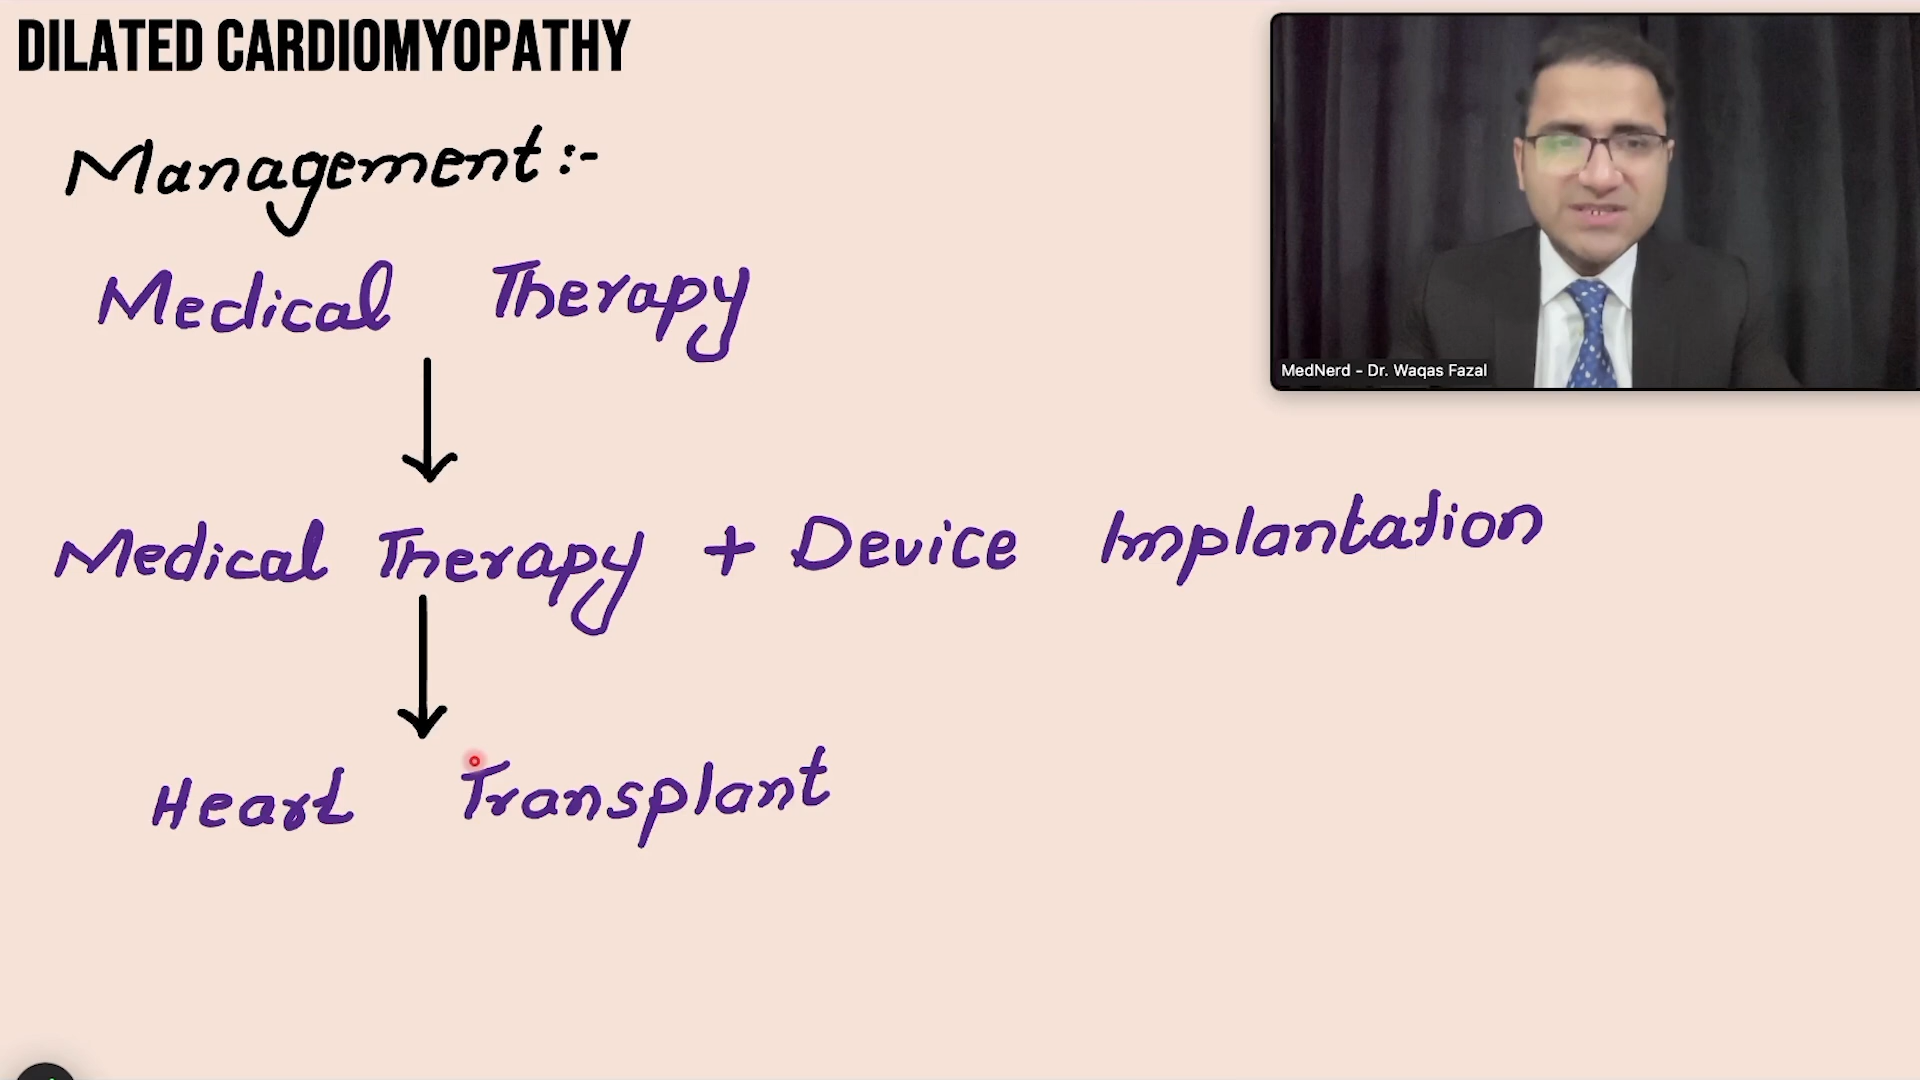 DILATED CARDIOMYOPATHY
Management :-
Medical Therapy
Medical Therapy + Device Implantation
Heart Transplant
MedNerd - Dr. Waqas Fazal